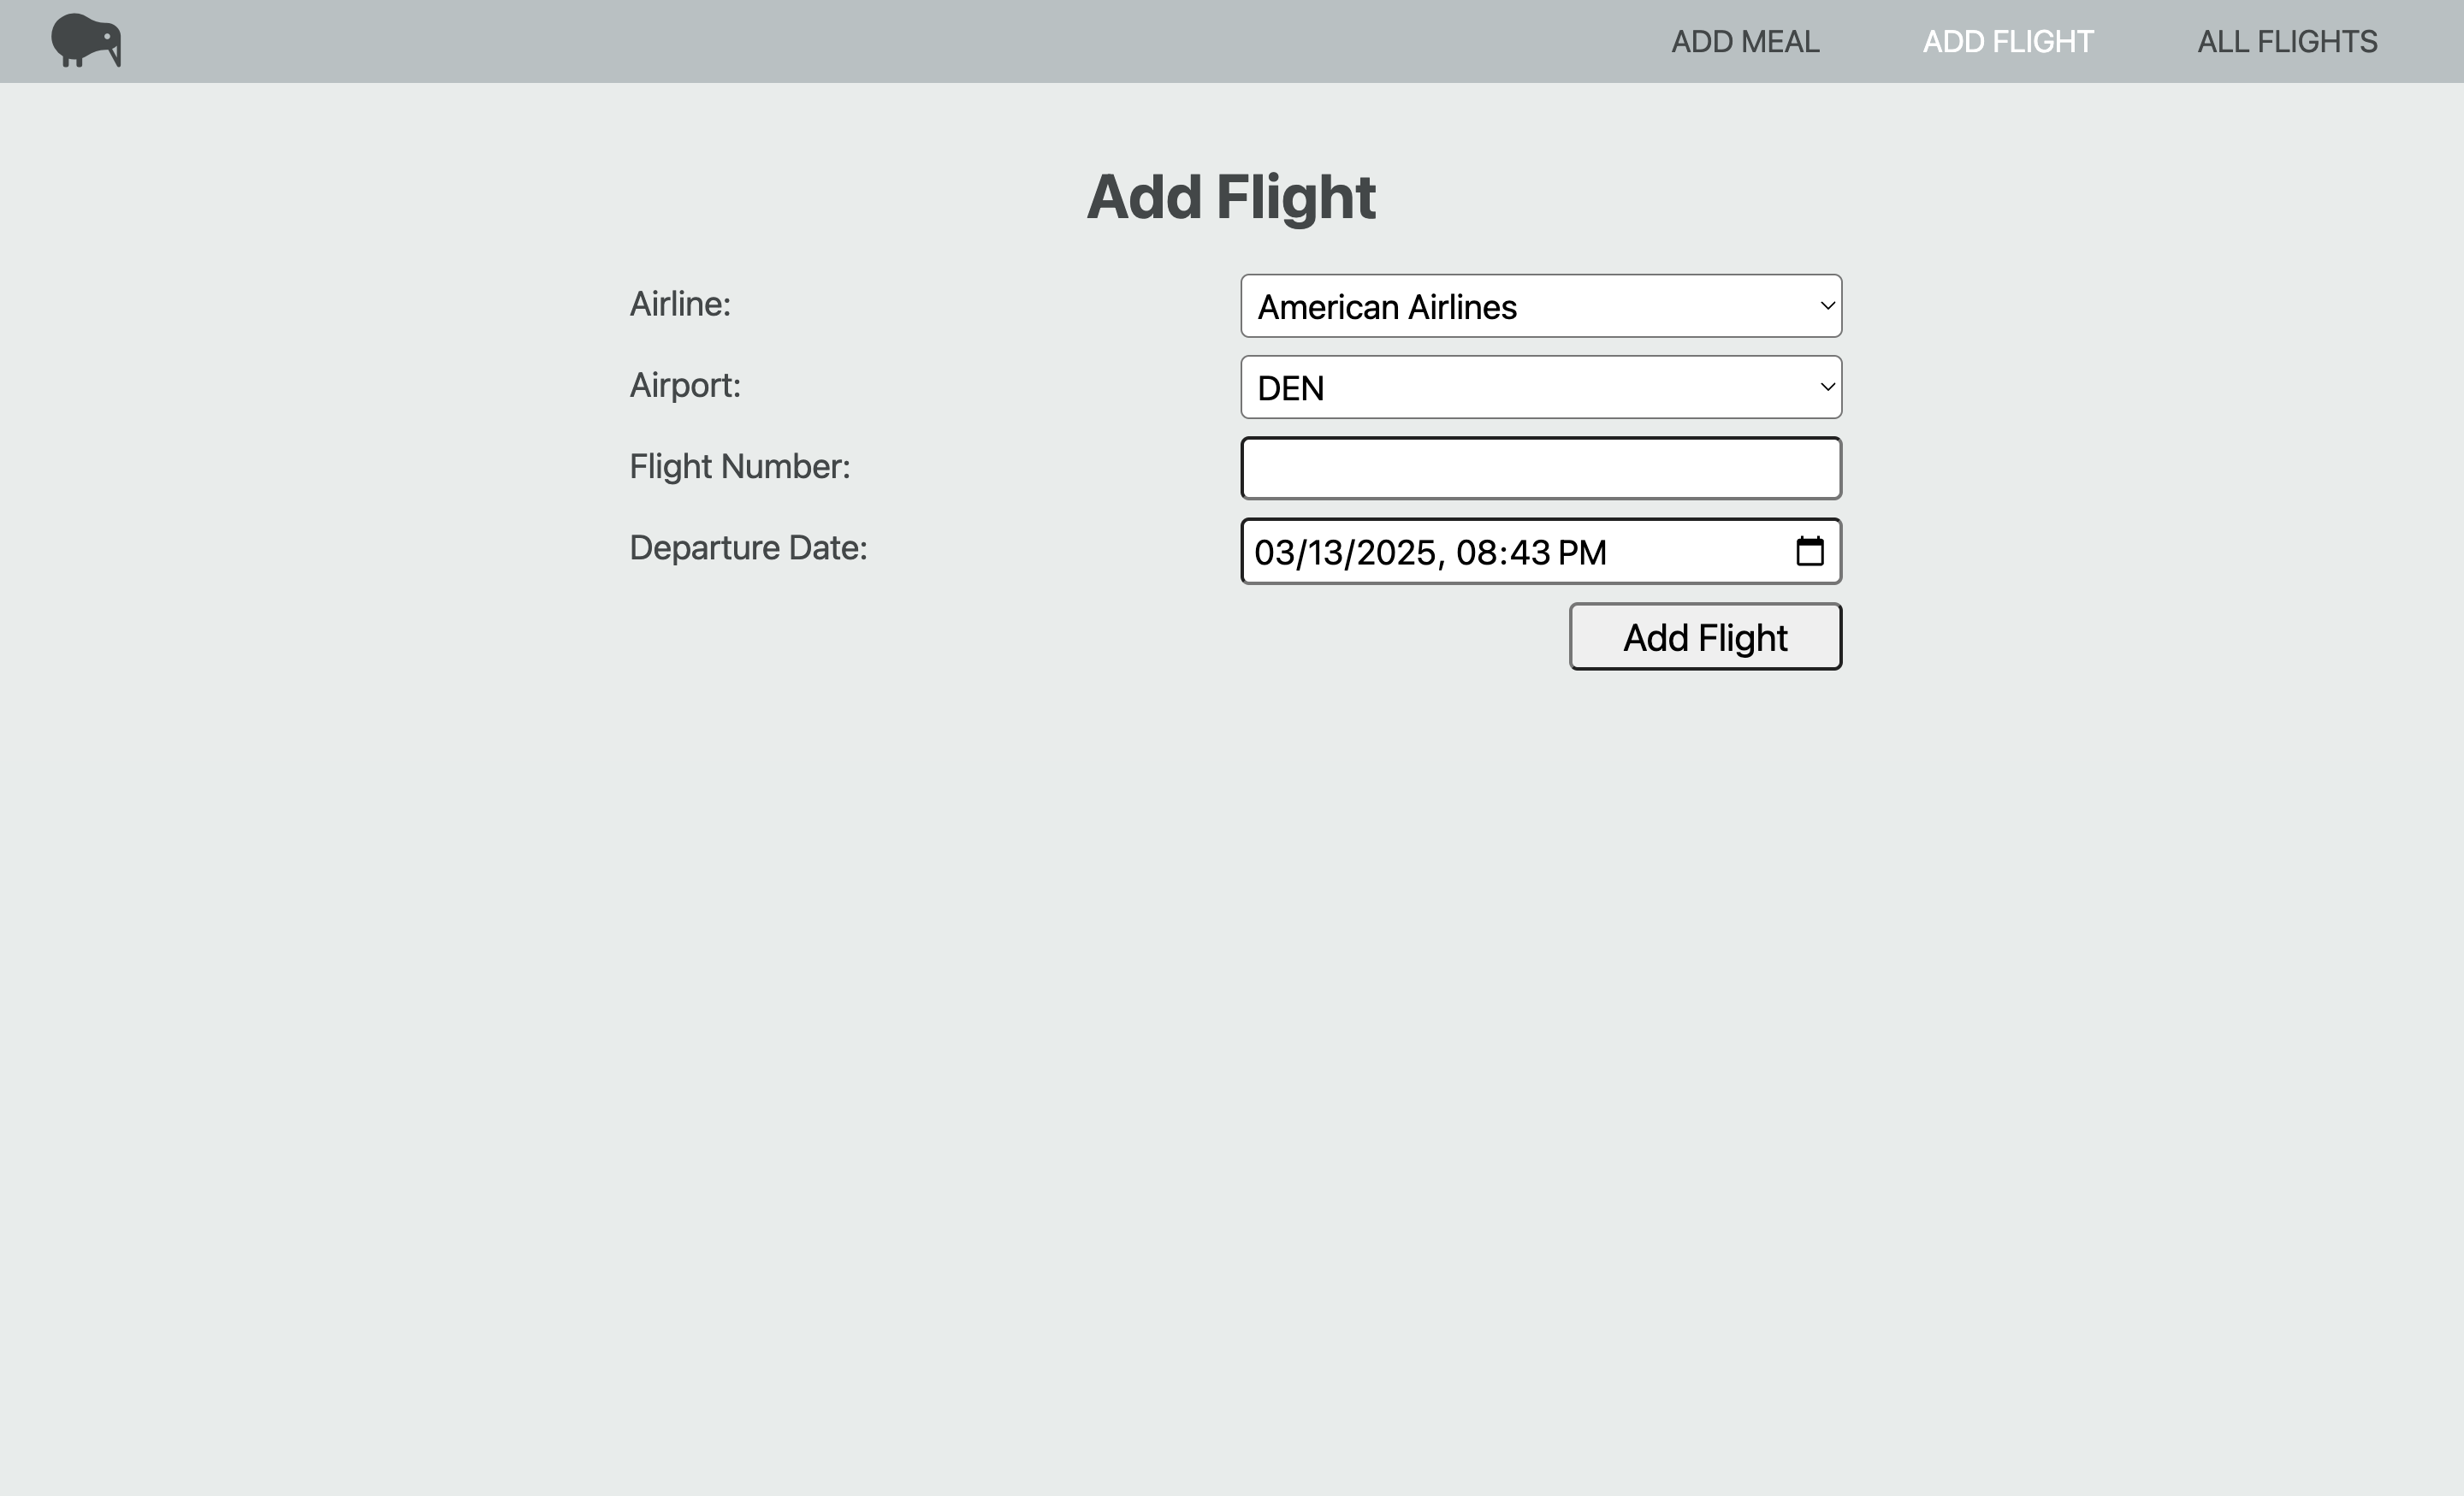 ADD MEAL ADD FLIGHT ALL FLIGHTS
Add Flight
Airline: American Airlines
Airport: DEN
Flight Number:
Departure Date: 03/13/2025, 08:43 PM
Add Flight